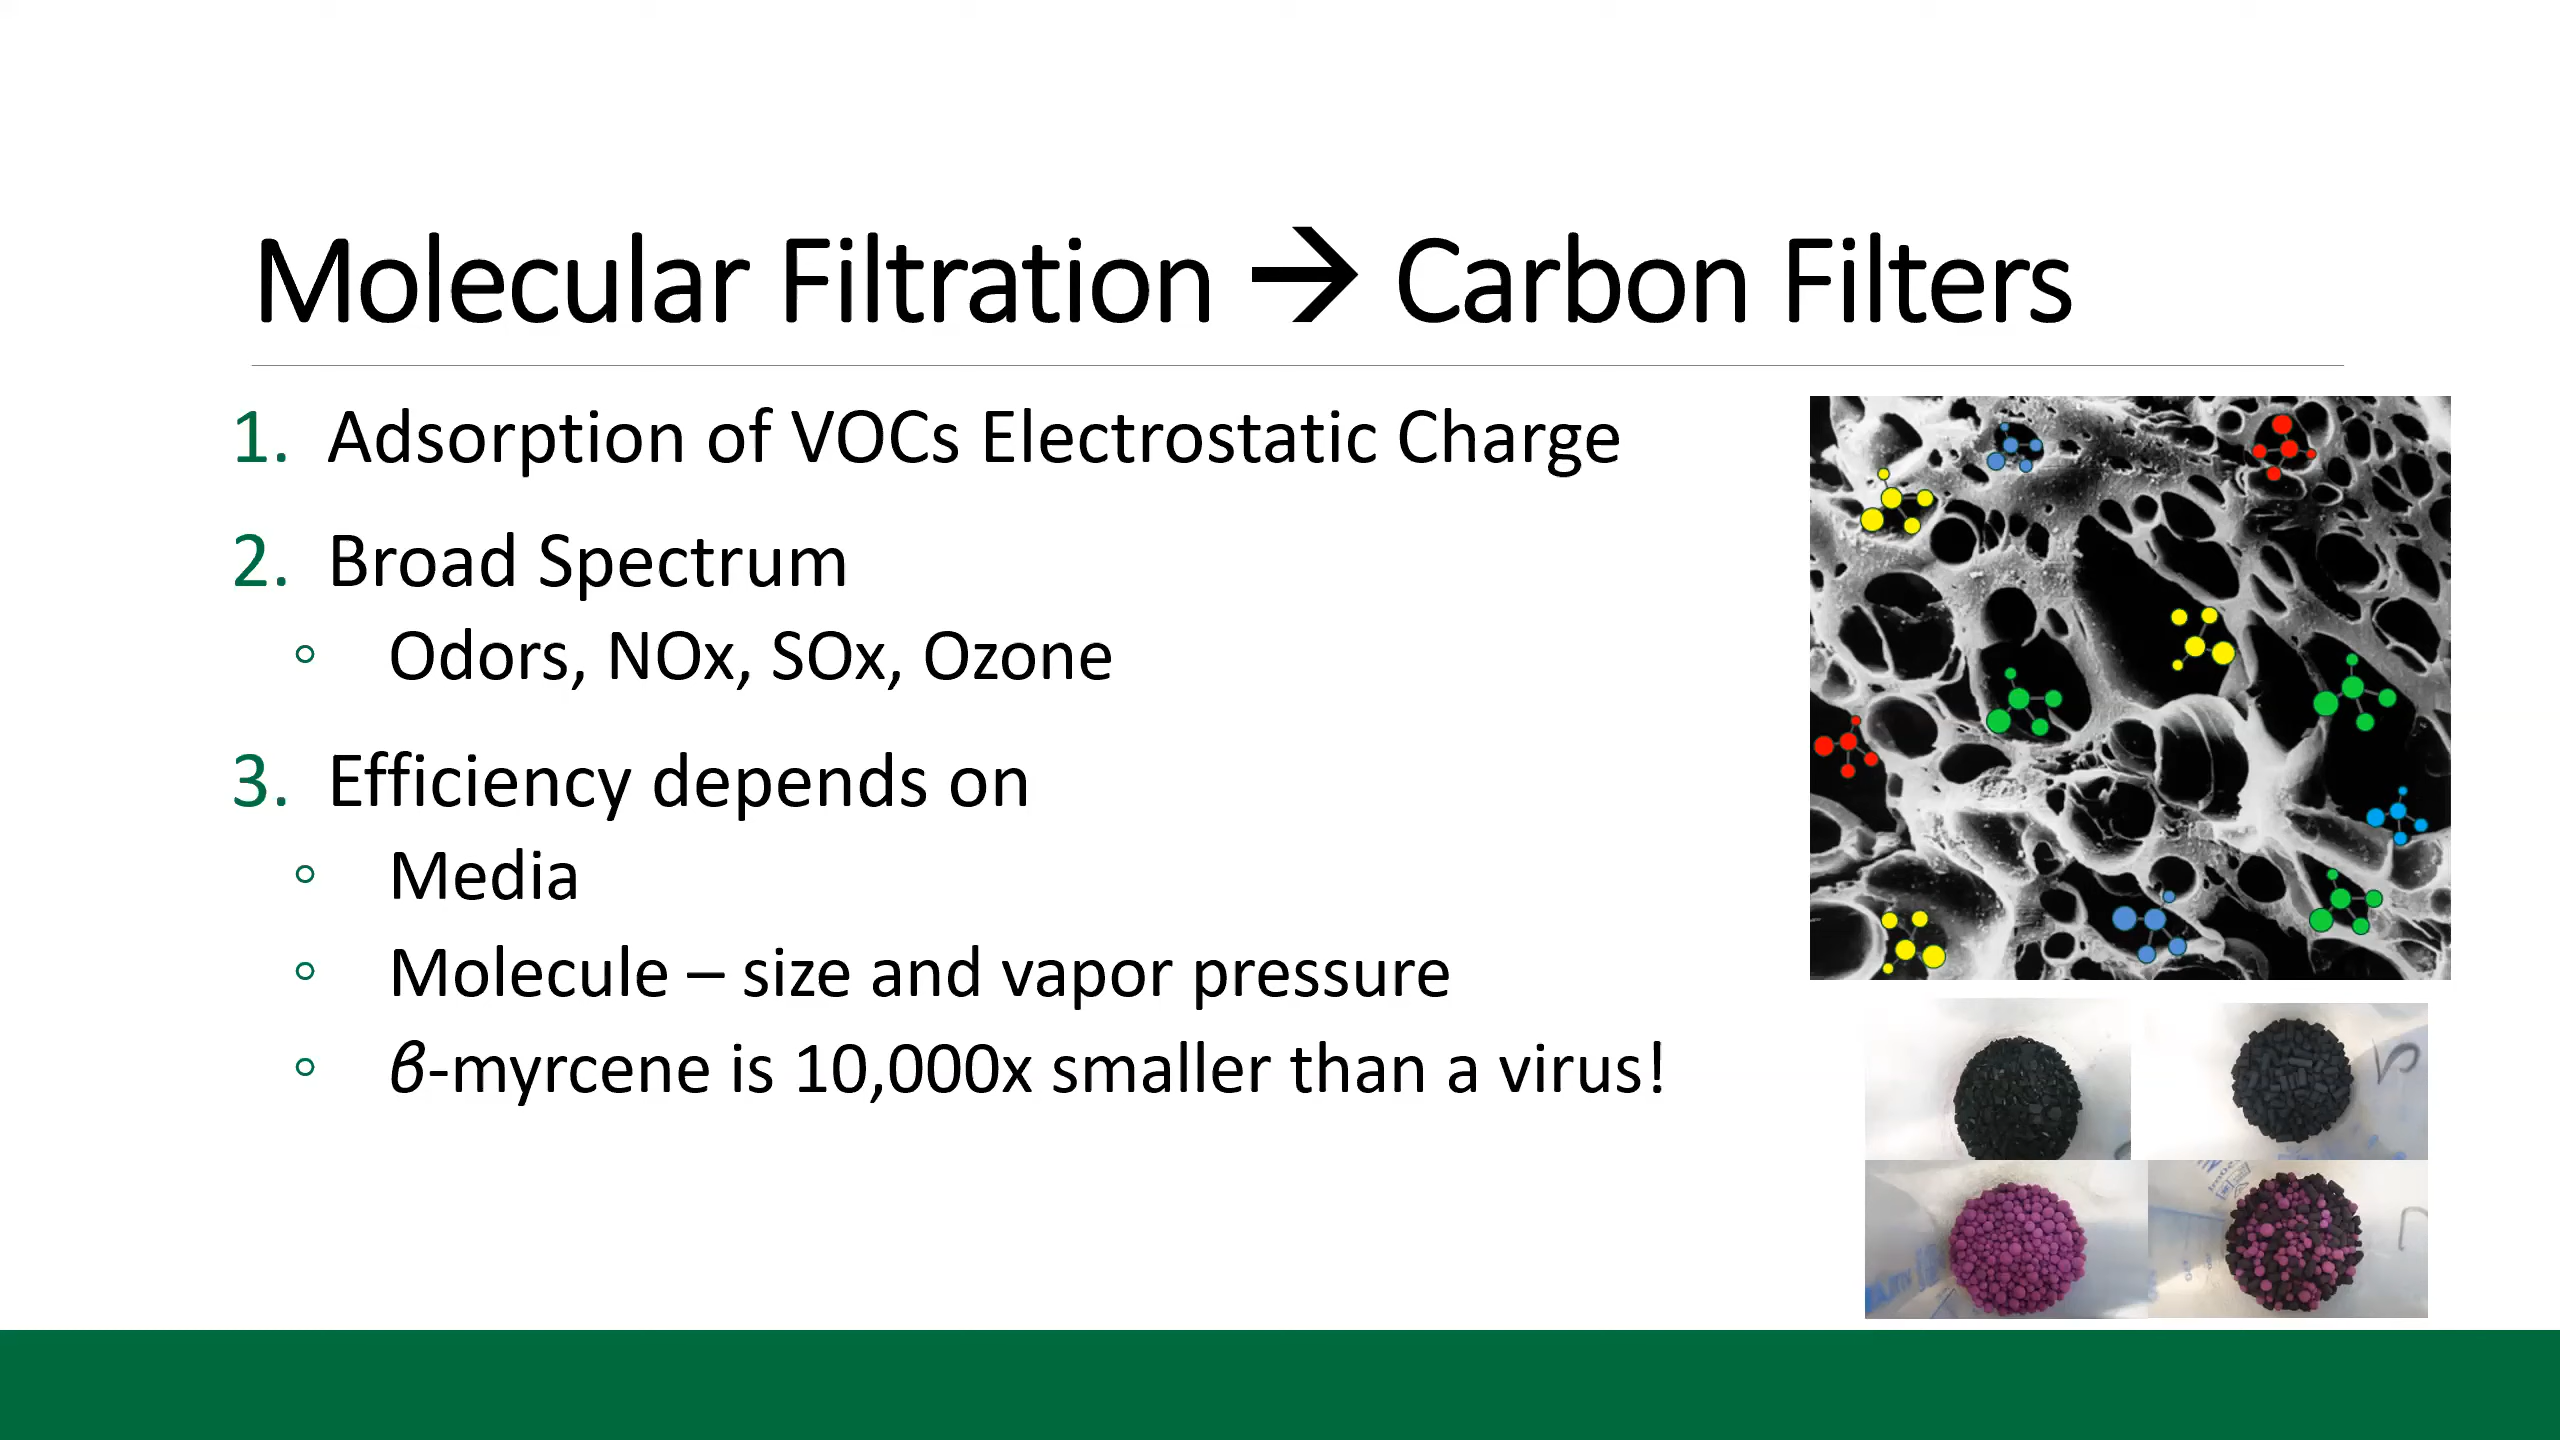 Molecular Filtration → Carbon Filters
1. Adsorption of VOCs Electrostatic Charge
2. Broad Spectrum
◦ Odors, NOx, SOx, Ozone
3. Efficiency depends on
◦ Media
◦ Molecule – size and vapor pressure
◦ β-myrcene is 10,000x smaller than a virus!